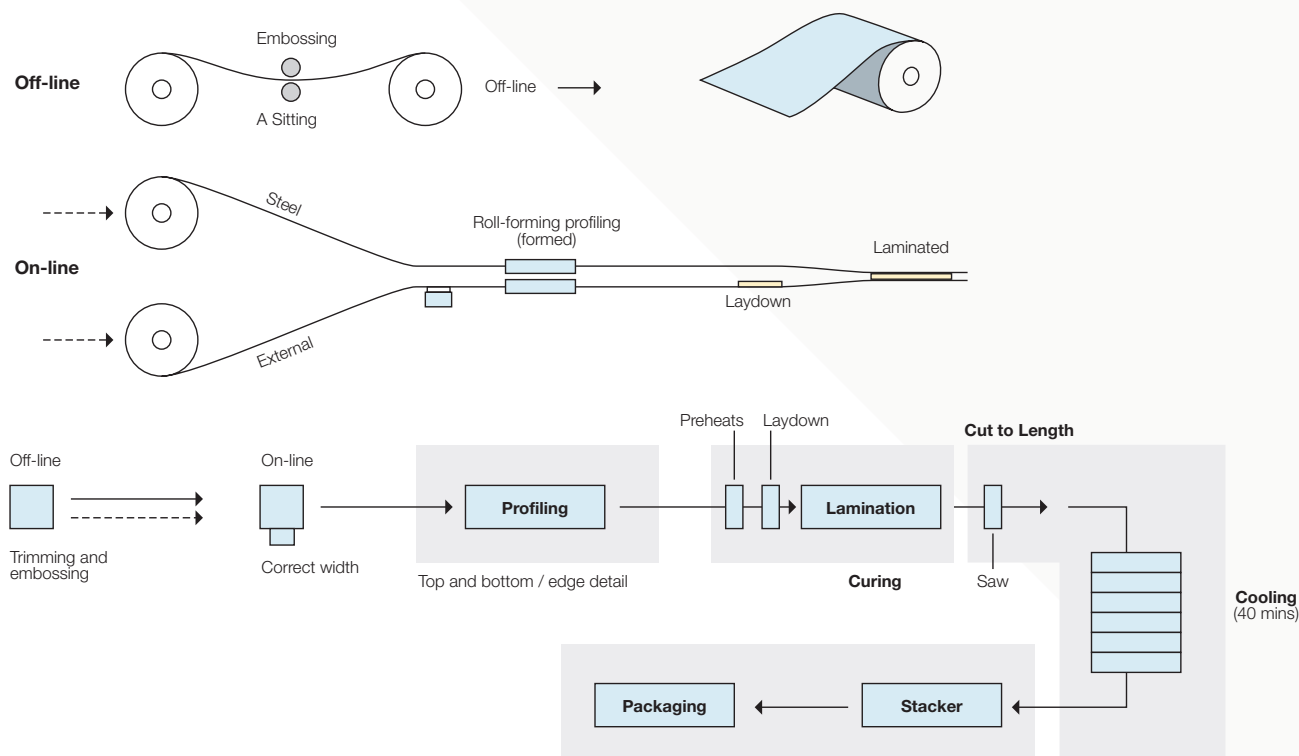 Embossing
Off-line
Off-line
A Sitting
Steel
Roll-forming profiling
(formed)
Laminated
On-line
Laydown
External
Preheats
Laydown
Cut to Length
Off-line
On-line
Profiling
Lamination
Trimming and
embossing
Correct width
Top and bottom / edge detail
Curing
Saw
Cooling
(40 mins)
Packaging
Stacker